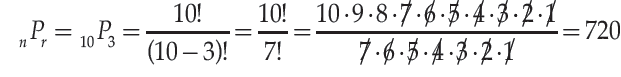 ₙPᵣ = ₁₀P₃ = 10!/(10 – 3)! = 10!/7! = 10·9·8·7̸·6̸·5̸·4̸·3̸·2̸·1̸/7̸·6̸·5̸·4̸·3̸·2̸·1̸ = 720